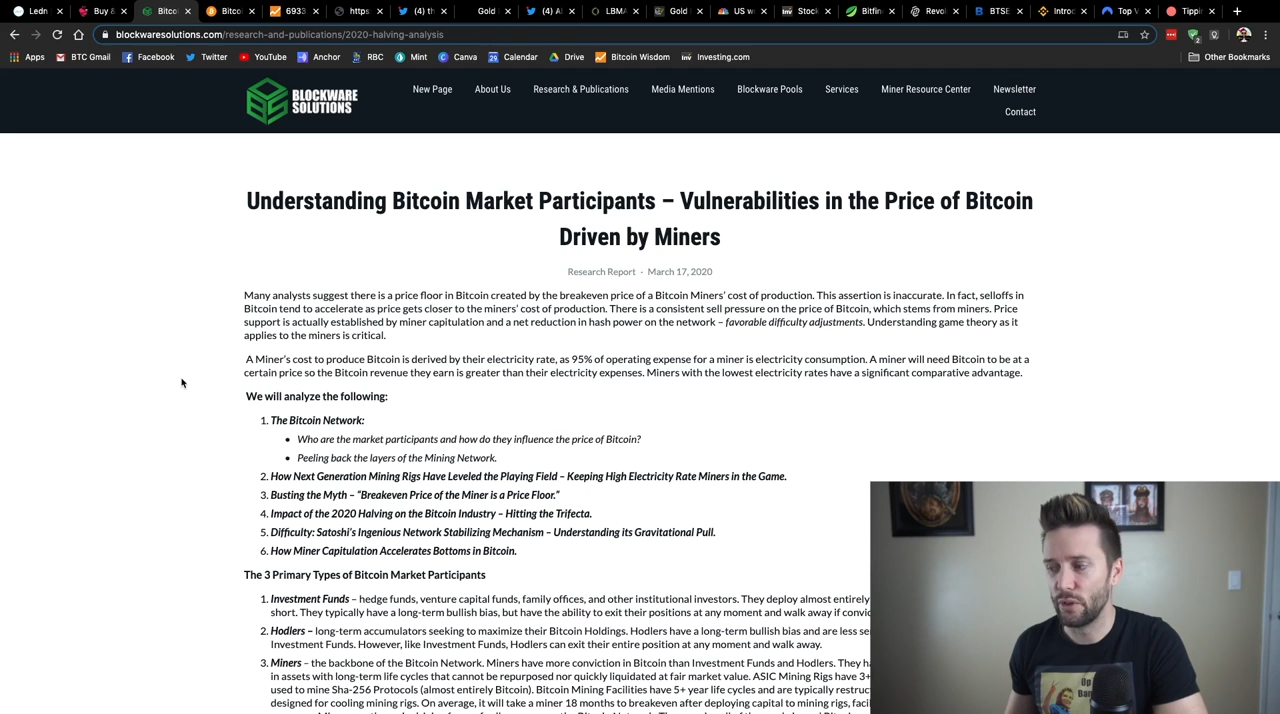 Ledn
Buy &
Bitco
Bitco
6933
https
(4) th
Gold
(4) A
LBMA
Gold
US w
Stock
Bitfin
Revol
BTSE
Introd
Top V
Tippin
blockwaresolutions.com/research-and-publications/2020-halving-analysis
Apps BTC Gmail Facebook Twitter YouTube Anchor RBC Mint Canva Calendar Drive Bitcoin Wisdom Investing.com Other Bookmarks
BLOCKWARE SOLUTIONS
New Page About Us Research & Publications Media Mentions Blockware Pools Services Miner Resource Center Newsletter
Contact
Understanding Bitcoin Market Participants – Vulnerabilities in the Price of Bitcoin
Driven by Miners
Research Report · March 17, 2020
Many analysts suggest there is a price floor in Bitcoin created by the breakeven price of a Bitcoin Miners' cost of production. This assertion is inaccurate. In fact, selloffs in
Bitcoin tend to accelerate as price gets closer to the miners' cost of production. There is a consistent sell pressure on the price of Bitcoin, which stems from miners. Price
support is actually established by miner capitulation and a net reduction in hash power on the network – favorable difficulty adjustments. Understanding game theory as it
applies to the miners is critical.
A Miner's cost to produce Bitcoin is derived by their electricity rate, as 95% of operating expense for a miner is electricity consumption. A miner will need Bitcoin to be at a
certain price so the Bitcoin revenue they earn is greater than their electricity expenses. Miners with the lowest electricity rates have a significant comparative advantage.
We will analyze the following:
1. The Bitcoin Network:
• Who are the market participants and how do they influence the price of Bitcoin?
• Peeling back the layers of the Mining Network.
2. How Next Generation Mining Rigs Have Leveled the Playing Field – Keeping High Electricity Rate Miners in the Game.
3. Busting the Myth – "Breakeven Price of the Miner is a Price Floor."
4. Impact of the 2020 Halving on the Bitcoin Industry – Hitting the Trifecta.
5. Difficulty: Satoshi's Ingenious Network Stabilizing Mechanism – Understanding its Gravitational Pull.
6. How Miner Capitulation Accelerates Bottoms in Bitcoin.
The 3 Primary Types of Bitcoin Market Participants
1. Investment Funds – hedge funds, venture capital funds, family offices, and other institutional investors. They deploy almost entirely
short. They typically have a long-term bullish bias, but have the ability to exit their positions at any moment and walk away if convic
2. Hodlers – long-term accumulators seeking to maximize their Bitcoin Holdings. Hodlers have a long-term bullish bias and are less se
Investment Funds. However, like Investment Funds, Hodlers can exit their entire position at any moment and walk away.
3. Miners – the backbone of the Bitcoin Network. Miners have more conviction in Bitcoin than Investment Funds and Hodlers. They ha
in assets with long-term life cycles that cannot be repurposed nor quickly liquidated at fair market value. ASIC Mining Rigs have 3+
used to mine Sha-256 Protocols (almost entirely Bitcoin). Bitcoin Mining Facilities have 5+ year life cycles and are typically restruct
designed for cooling mining rigs. On average, it will take a miner 18 months to breakeven after deploying capital to mining rigs, facil
Up